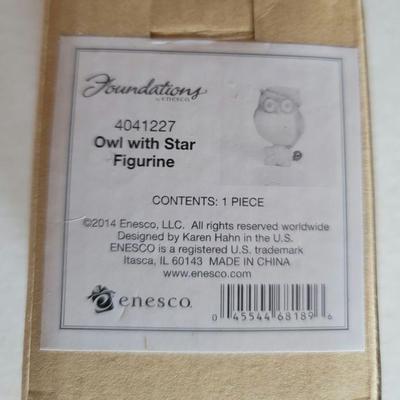 Foundations
by enesco
4041227
Owl with Star
Figurine
CONTENTS: 1 PIECE
©2014 Enesco, LLC. All rights reserved worldwide
Designed by Karen Hahn in the U.S.
ENESCO is a registered U.S. trademark
Itasca, IL 60143 MADE IN CHINA
www.enesco.com
enesco
0 45544 68189 6